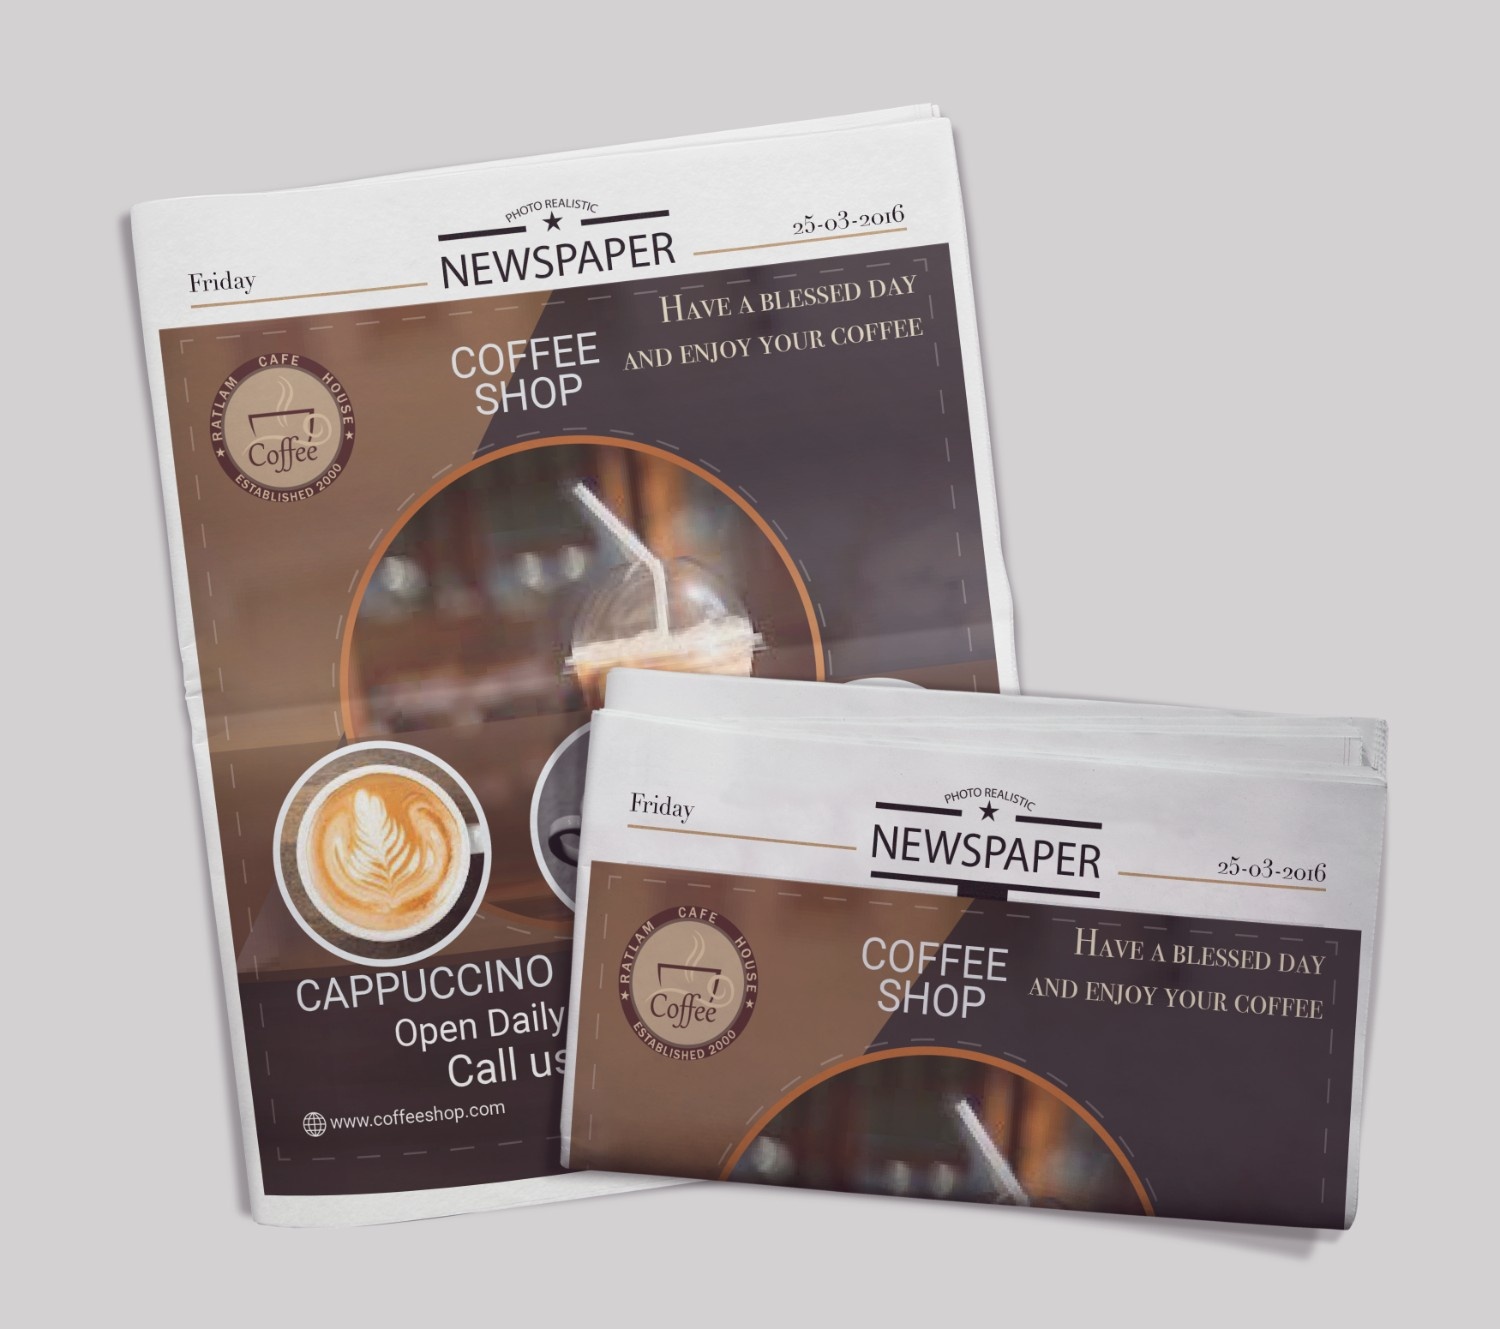 PHOTO REALISTIC
NEWSPAPER
Friday
25-03-2016
RATLAM CAFE HOUSE
Coffee
ESTABLISHED 2000
COFFEE
SHOP
HAVE A BLESSED DAY
AND ENJOY YOUR COFFEE
CAPPUCCINO
Open Daily
Call us
www.coffeeshop.com
PHOTO REALISTIC
NEWSPAPER
Friday
25-03-2016
RATLAM CAFE HOUSE
Coffee
ESTABLISHED 2000
COFFEE
SHOP
HAVE A BLESSED DAY
AND ENJOY YOUR COFFEE